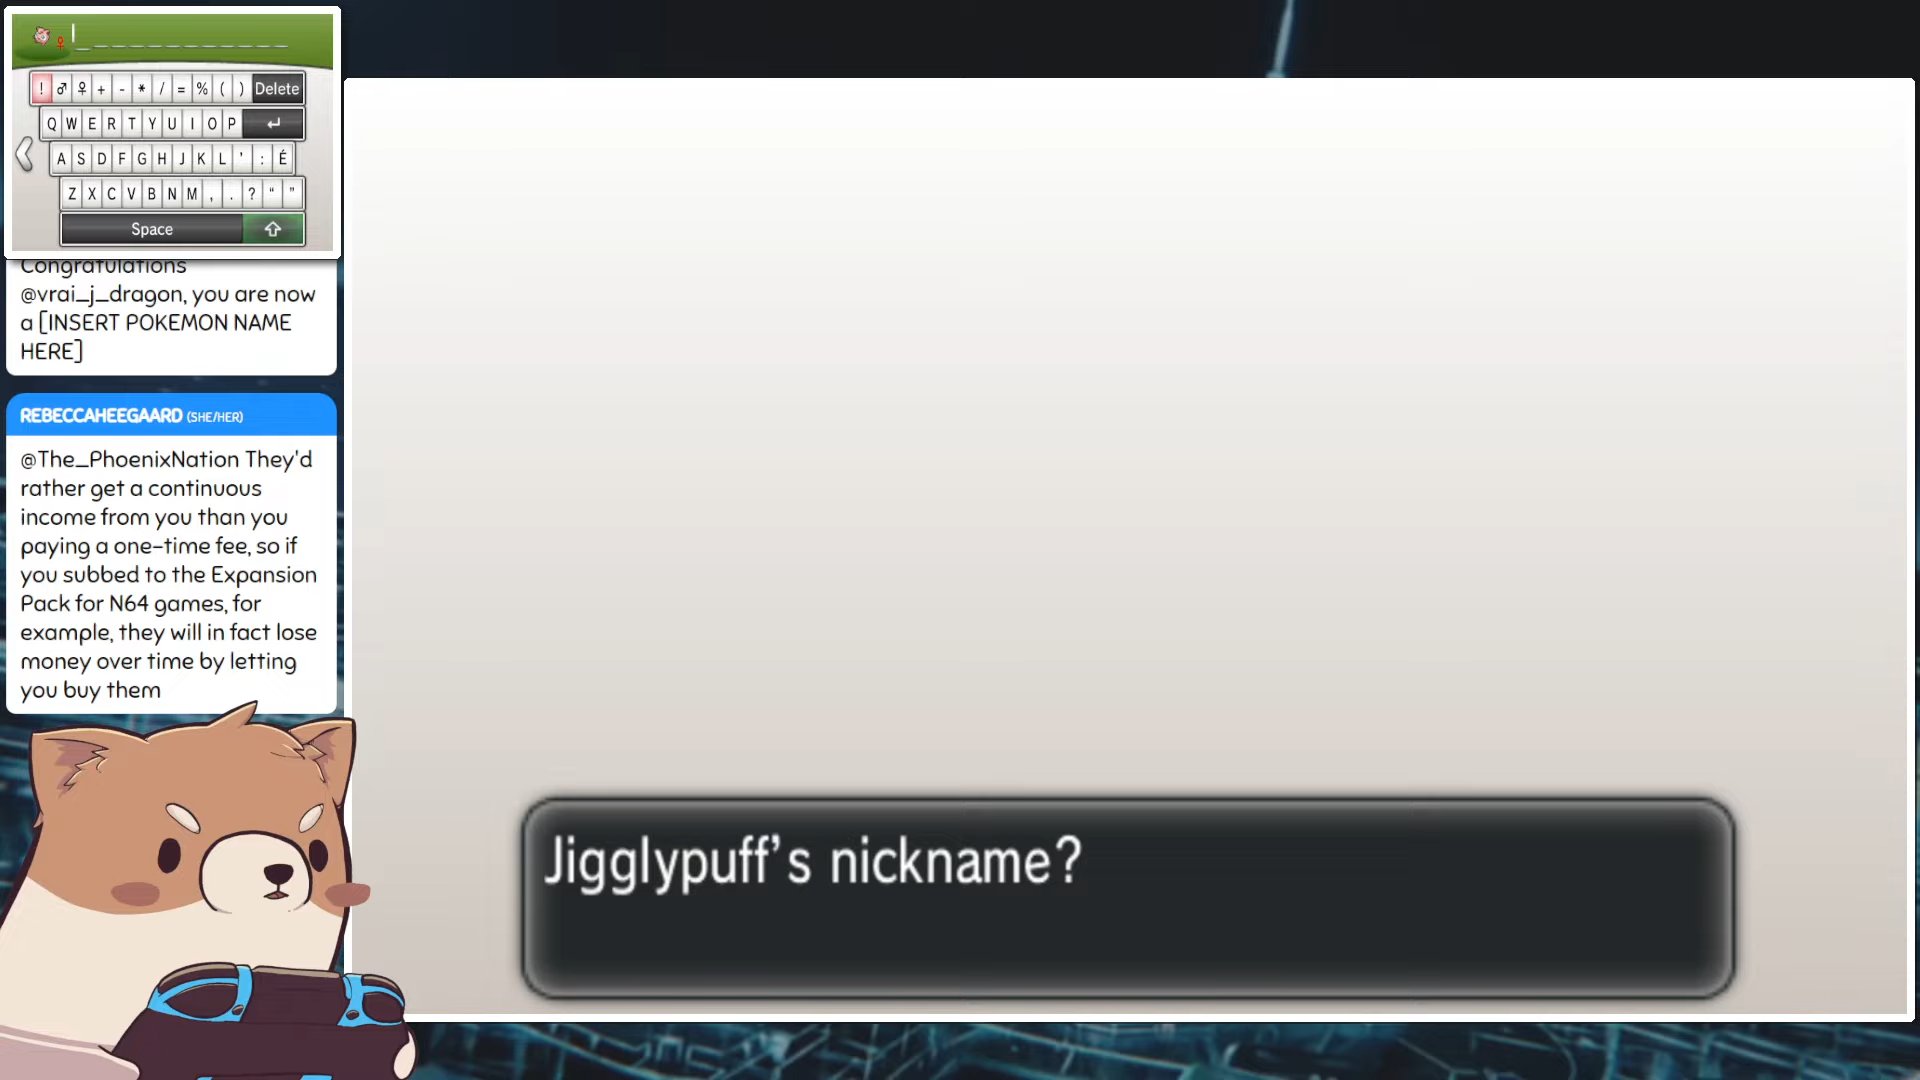 ! ♂ ♀ + - * / = % ( ) Delete
Q W E R T Y U I O P ↵
A S D F G H J K L ' : É
Z X C V B N M , . ? “ ”
Space
Congratulations
@vrai_j_dragon, you are now
a [INSERT POKEMON NAME
HERE]
REBECCAHEEGAARD (SHE/HER)
@The_PhoenixNation They'd
rather get a continuous
income from you than you
paying a one-time fee, so if
you subbed to the Expansion
Pack for N64 games, for
example, they will in fact lose
money over time by letting
you buy them
Jigglypuff's nickname?